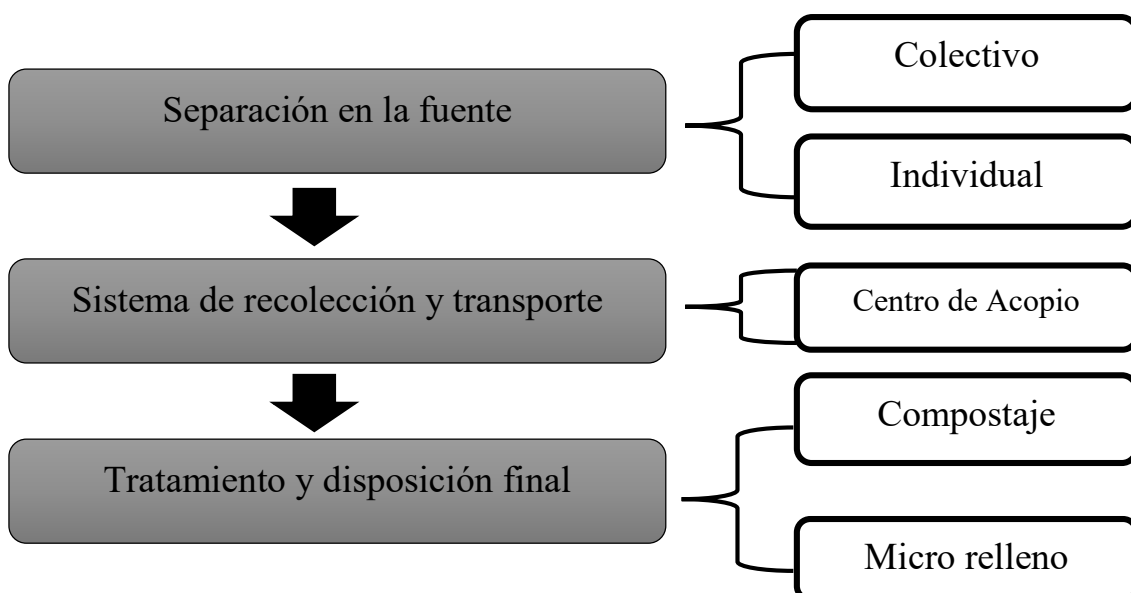 Separación en la fuente
Colectivo
Individual
Sistema de recolección y transporte
Centro de Acopio
Tratamiento y disposición final
Compostaje
Micro relleno